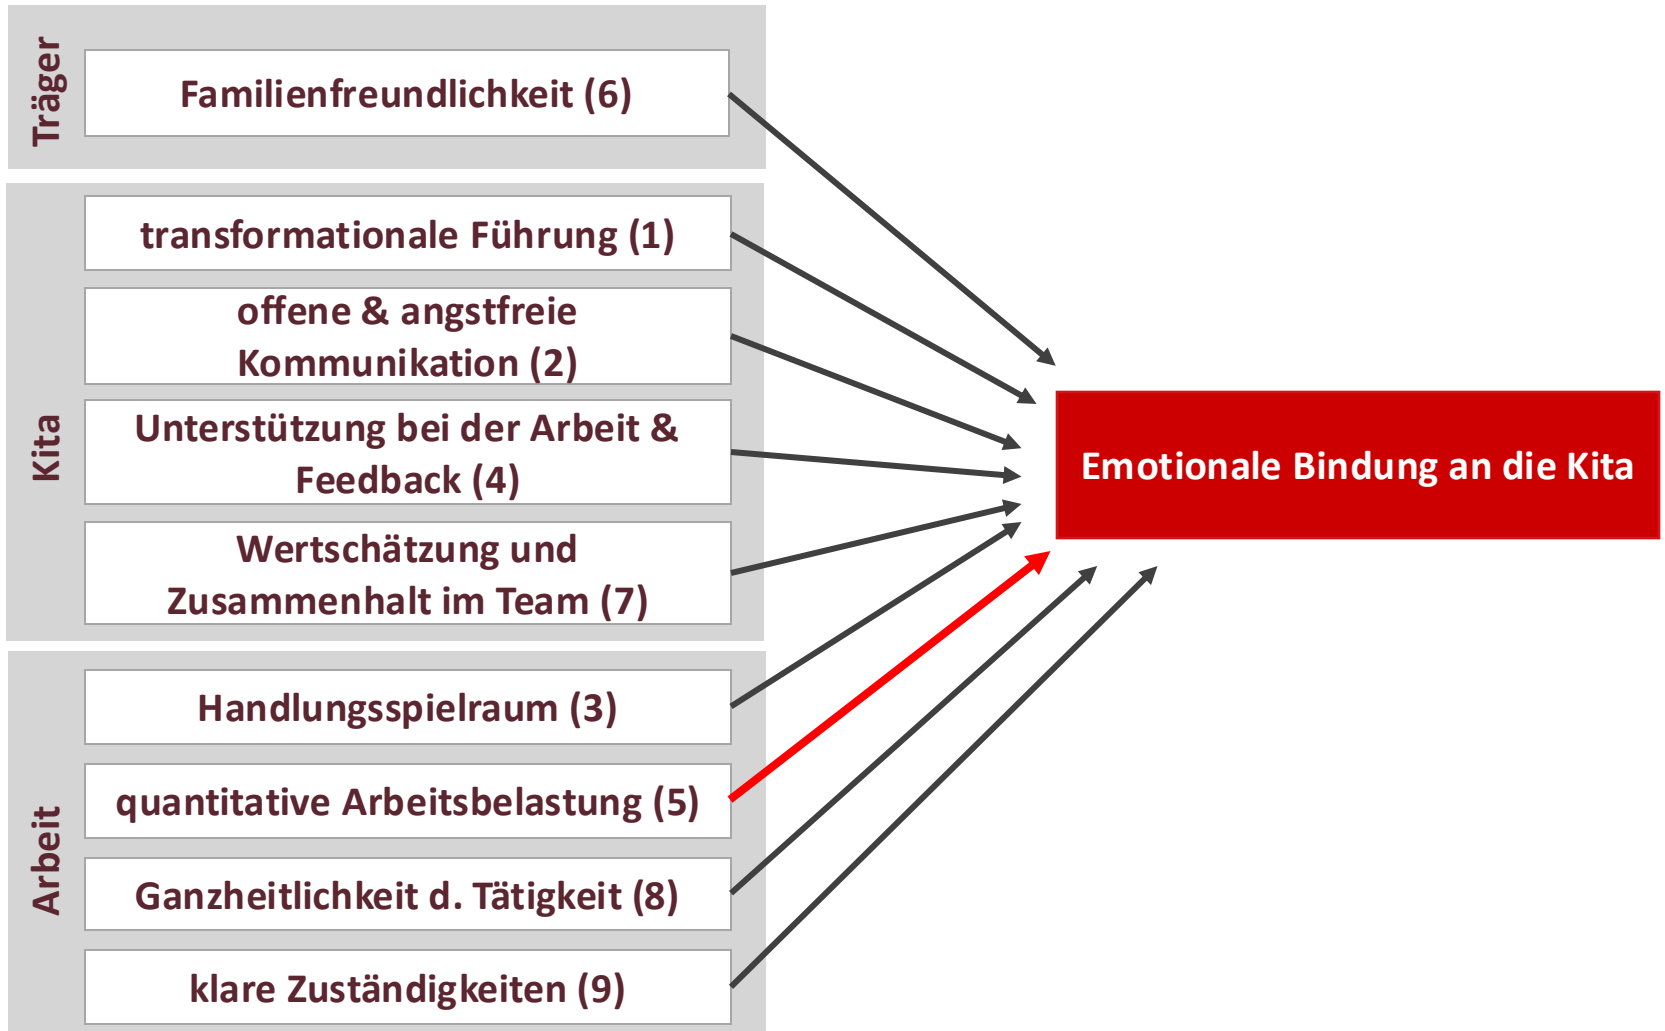 Träger
Familienfreundlichkeit (6)
Kita
transformationale Führung (1)
offene & angstfreie
Kommunikation (2)
Unterstützung bei der Arbeit &
Feedback (4)
Wertschätzung und
Zusammenhalt im Team (7)
Arbeit
Handlungsspielraum (3)
quantitative Arbeitsbelastung (5)
Ganzheitlichkeit d. Tätigkeit (8)
klare Zuständigkeiten (9)
Emotionale Bindung an die Kita